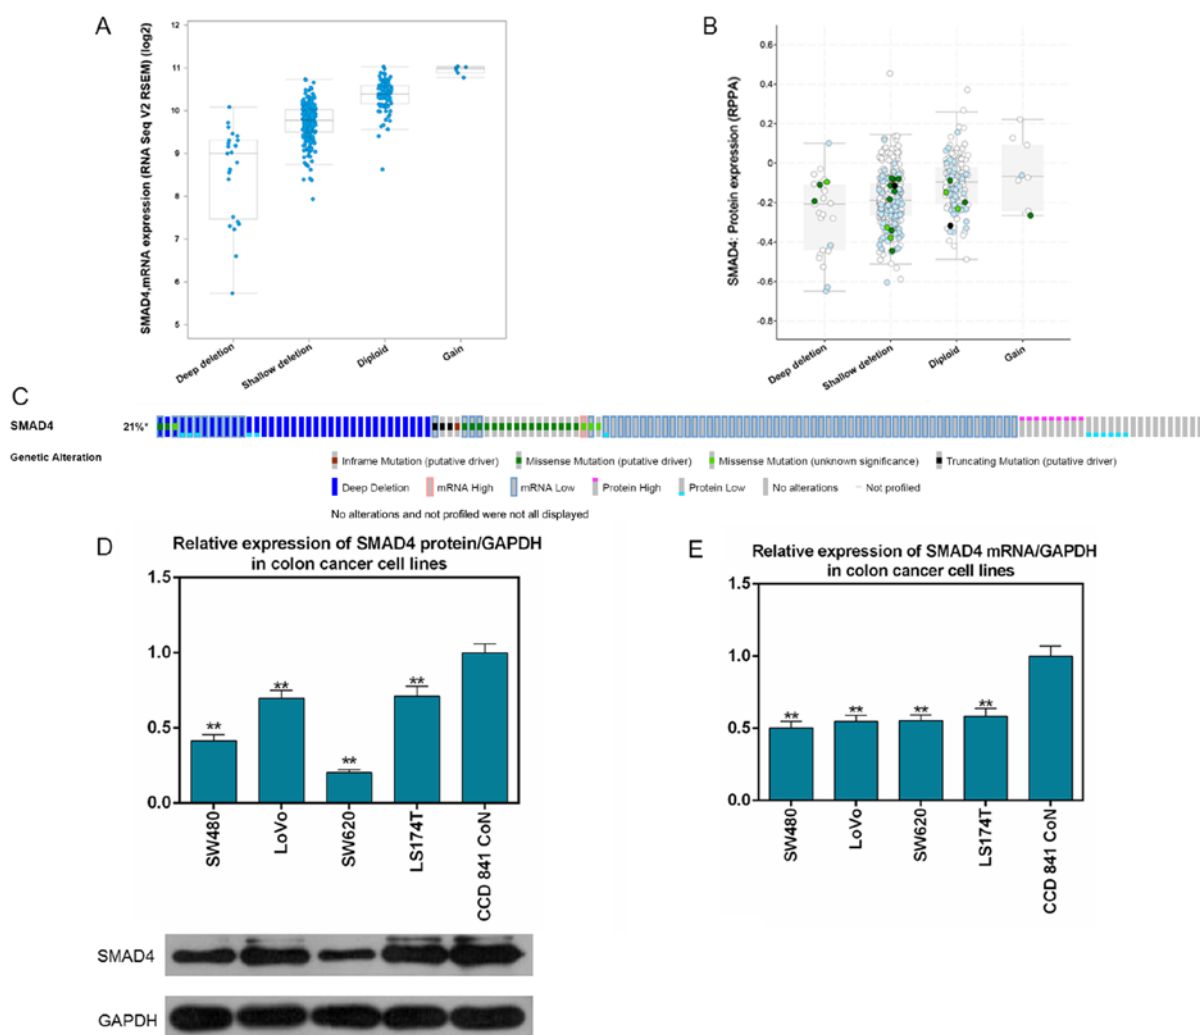 A
SMAD4,mRNA expression (RNA Seq V2 RSEM) (log2)
12
11
10
9
8
7
6
5
Deep deletion
Shallow deletion
Diploid
Gain
B
SMAD4: Protein expression (RPPA)
0.6
0.4
0.2
0
-0.2
-0.4
-0.6
-0.8
Deep deletion
Shallow deletion
Diploid
Gain
C
SMAD4 21%*
Genetic Alteration
Inframe Mutation (putative driver) Missense Mutation (putative driver) Missense Mutation (unknown significance) Truncating Mutation (putative driver)
Deep Deletion mRNA High mRNA Low Protein High Protein Low No alterations Not profiled
No alterations and not profiled were not all displayed
D
Relative expression of SMAD4 protein/GAPDH
in colon cancer cell lines
1.5
1.0
0.5
0.0
**
**
**
**
SW480
LoVo
SW620
LS174T
CCD 841 CoN
SMAD4
GAPDH
E
Relative expression of SMAD4 mRNA/GAPDH
in colon cancer cell lines
1.5
1.0
0.5
0.0
**
**
**
**
SW480
LoVo
SW620
LS174T
CCD 841 CoN